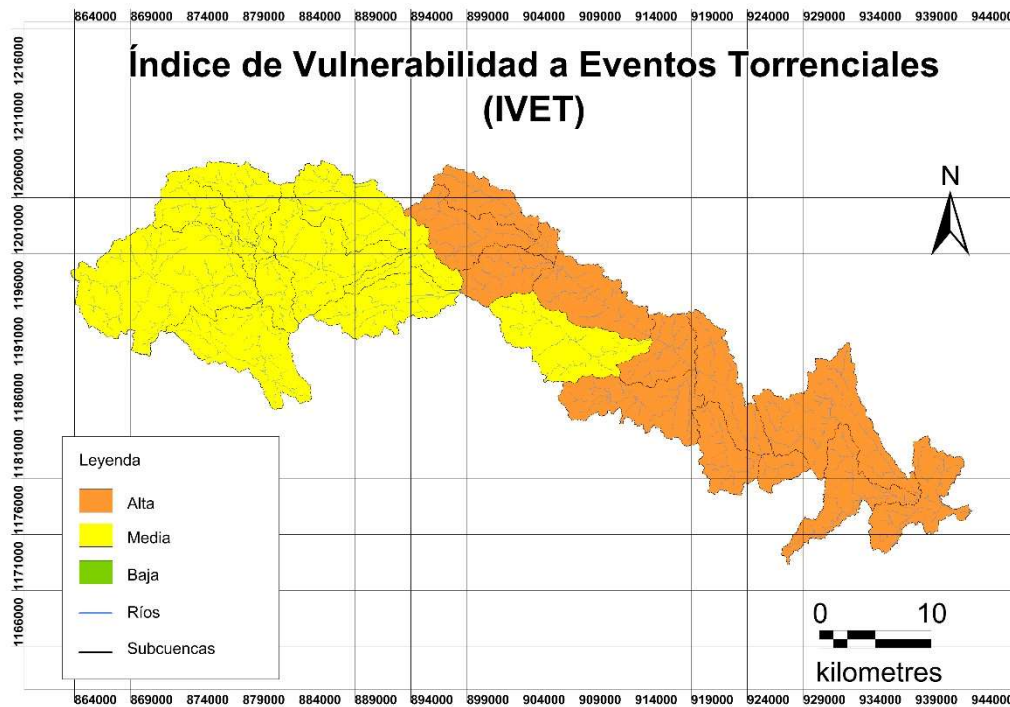 864000 869000 874000 879000 884000 889000 894000 899000 904000 909000 914000 919000 924000 929000 934000 939000 944000
Índice de Vulnerabilidad a Eventos Torrenciales
(IVET)
1216000
1211000
1206000
1201000
1196000
1191000
1186000
1181000
1176000
1171000
1166000
N
Leyenda
Alta
Media
Baja
Ríos
Subcuencas
0 10
kilometres
864000 869000 874000 879000 884000 889000 894000 899000 904000 909000 914000 919000 924000 929000 934000 939000 944000